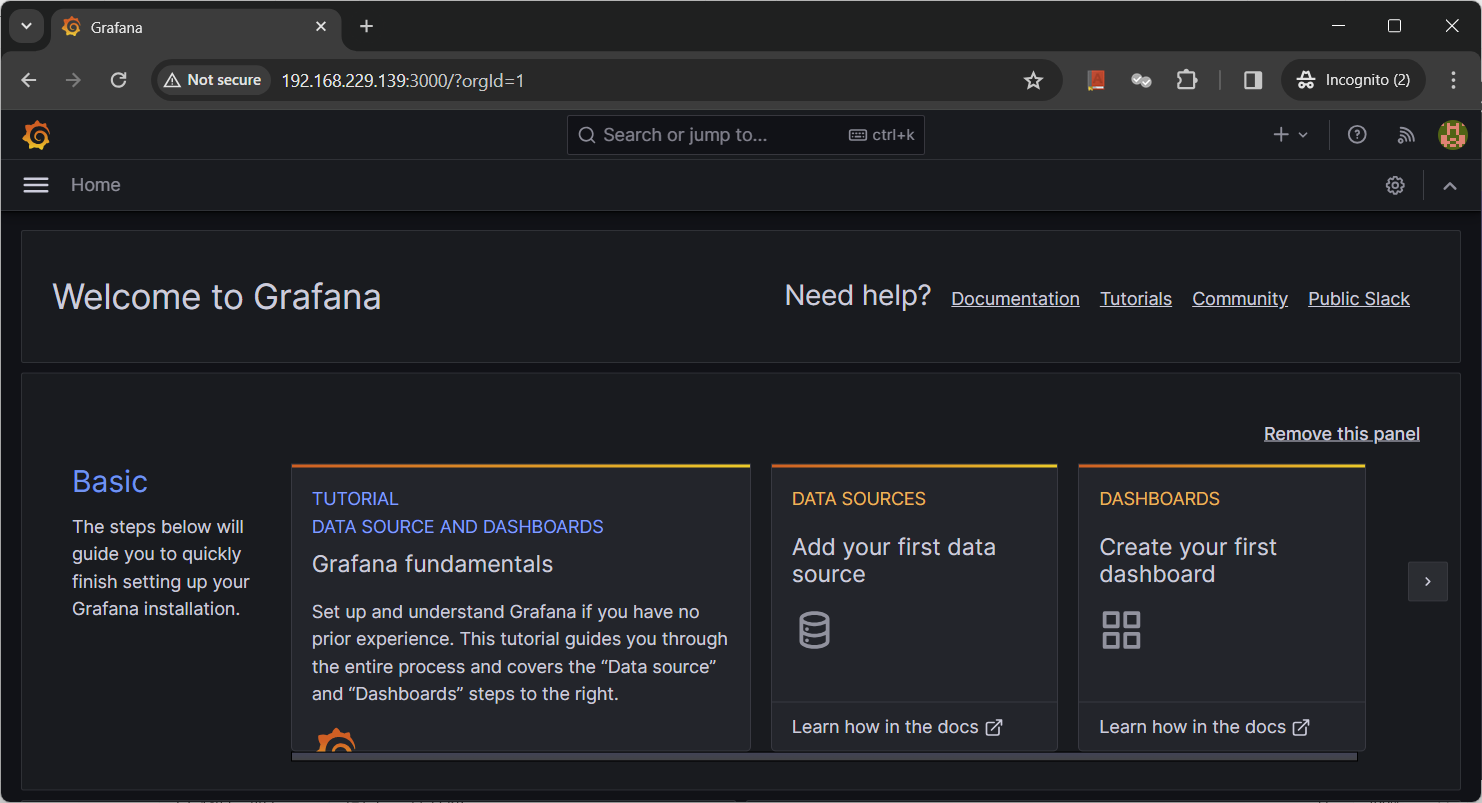 Grafana
Not secure
192.168.229.139:3000/?orgId=1
Incognito (2)
Search or jump to...
ctrl+k
Home
Welcome to Grafana
Need help?
Documentation
Tutorials
Community
Public Slack
Remove this panel
Basic
The steps below will
guide you to quickly
finish setting up your
Grafana installation.
TUTORIAL
DATA SOURCE AND DASHBOARDS
Grafana fundamentals
Set up and understand Grafana if you have no
prior experience. This tutorial guides you through
the entire process and covers the “Data source”
and “Dashboards” steps to the right.
DATA SOURCES
Add your first data
source
Learn how in the docs
DASHBOARDS
Create your first
dashboard
Learn how in the docs